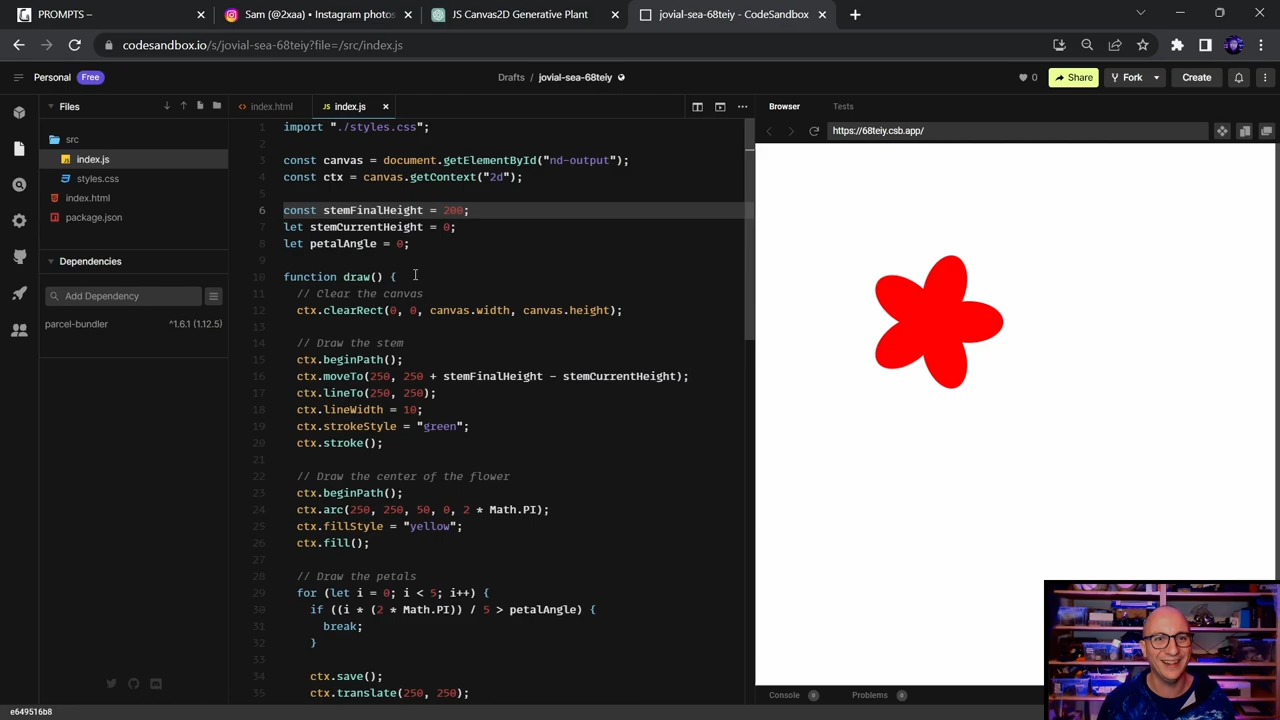 PROMPTS –
Sam (@2xaa) • Instagram photos
JS Canvas2D Generative Plant
jovial-sea-68teiy - CodeSandbox
codesandbox.io/s/jovial-sea-68teiy?file=/src/index.js
Personal Free
Drafts / jovial-sea-68teiy
0
Share
Fork
Create
Files
src
index.js
styles.css
index.html
package.json
Dependencies
Add Dependency
parcel-bundler ^1.6.1 (1.12.5)
index.html
JS index.js
1 import "./styles.css";
2
3 const canvas = document.getElementById("nd-output");
4 const ctx = canvas.getContext("2d");
5
6 const stemFinalHeight = 200;
7 let stemCurrentHeight = 0;
8 let petalAngle = 0;
9
10 function draw() {
11 // Clear the canvas
12 ctx.clearRect(0, 0, canvas.width, canvas.height);
13
14 // Draw the stem
15 ctx.beginPath();
16 ctx.moveTo(250, 250 + stemFinalHeight - stemCurrentHeight);
17 ctx.lineTo(250, 250);
18 ctx.lineWidth = 10;
19 ctx.strokeStyle = "green";
20 ctx.stroke();
21
22 // Draw the center of the flower
23 ctx.beginPath();
24 ctx.arc(250, 250, 50, 0, 2 * Math.PI);
25 ctx.fillStyle = "yellow";
26 ctx.fill();
27
28 // Draw the petals
29 for (let i = 0; i < 5; i++) {
30 if ((i * (2 * Math.PI)) / 5 > petalAngle) {
31 break;
32 }
33
34 ctx.save();
35 ctx.translate(250, 250);
Browser
Tests
https://68teiy.csb.app/
Console 0
Problems 0
e649516b8